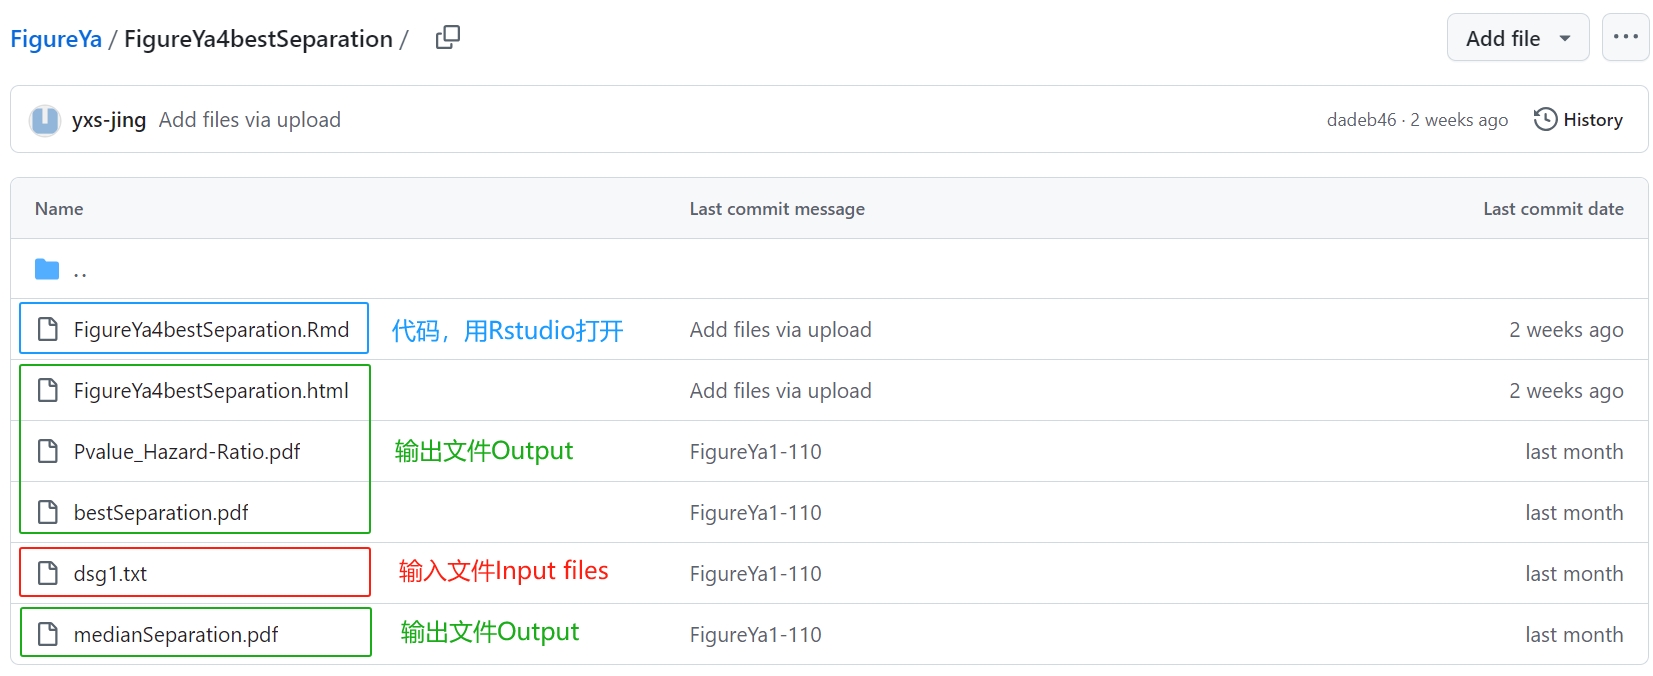 FigureYa / FigureYa4bestSeparation /
Add file
yxs-jing Add files via upload
dadeb46 · 2 weeks ago
History
Name Last commit message Last commit date
..
FigureYa4bestSeparation.Rmd 代码，用Rstudio打开 Add files via upload 2 weeks ago
FigureYa4bestSeparation.html Add files via upload 2 weeks ago
Pvalue_Hazard-Ratio.pdf 输出文件Output FigureYa1-110 last month
bestSeparation.pdf FigureYa1-110 last month
dsg1.txt 输入文件Input files FigureYa1-110 last month
medianSeparation.pdf 输出文件Output FigureYa1-110 last month